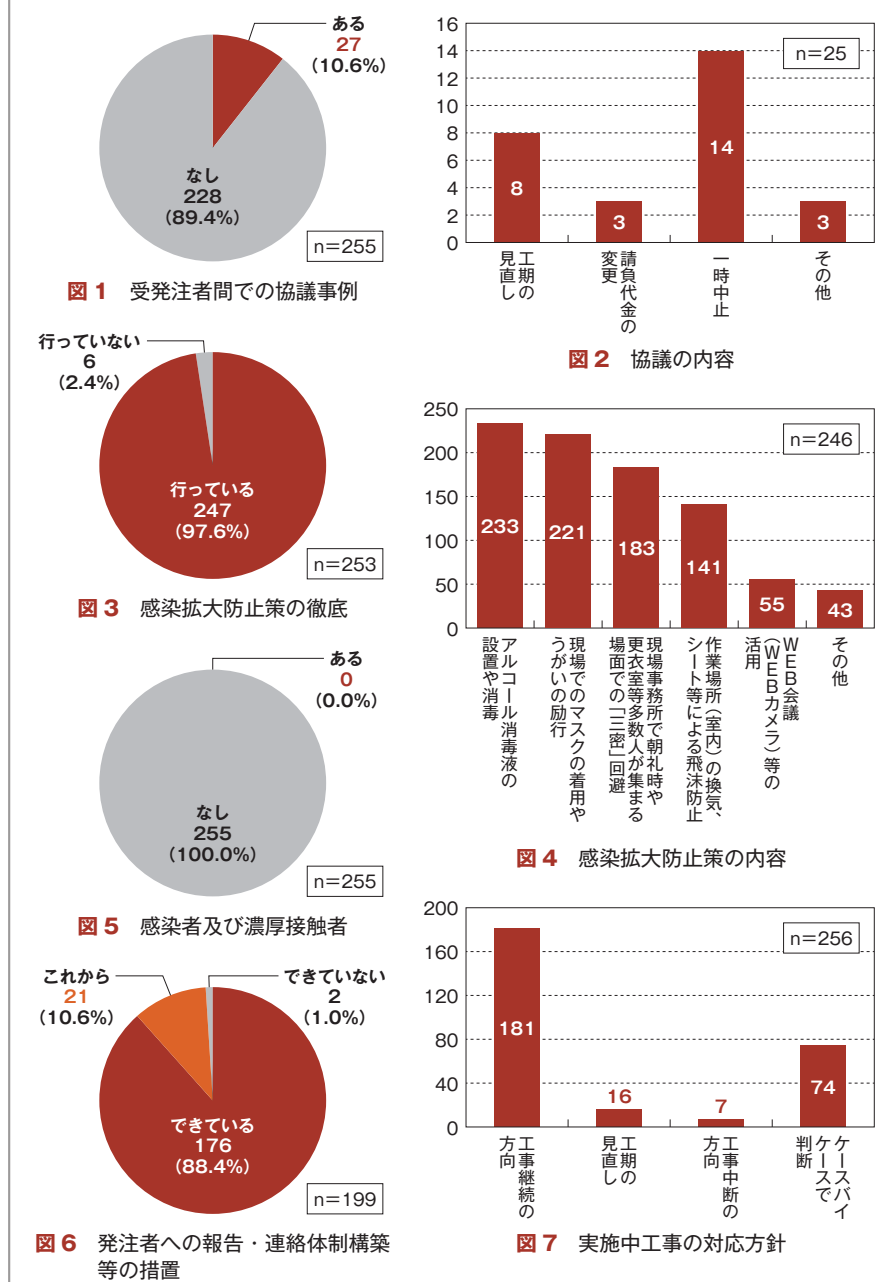 ある
27
(10.6%)
なし
228
(89.4%)
n=255
図1 受発注者間での協議事例
16
14
12
10
8
6
4
2
0
n=25
8
3
14
3
工期の
見直し
請負代金の
変更
一時中止
その他
図2 協議の内容
行っていない
6
(2.4%)
行っている
247
(97.6%)
n=253
図3 感染拡大防止策の徹底
250
200
150
100
50
0
n=246
233
221
183
141
55
43
アルコール消毒液の
設置や消毒
現場でのマスクの着用や
うがいの励行
現場事務所で朝礼時や
更衣室等多数人が集まる
場面での「三密」回避
作業場所(室内)の換気、
シート等による飛沫防止
WEB会議
(WEBカメラ)等の
活用
その他
図4 感染拡大防止策の内容
ある
0
(0.0%)
なし
255
(100.0%)
n=255
図5 感染者及び濃厚接触者
これから
21
(10.6%)
できていない
2
(1.0%)
できている
176
(88.4%)
n=199
図6 発注者への報告・連絡体制構築
等の措置
200
160
120
80
40
0
n=256
181
16
7
74
工事継続の
方向
工期の
見直し
工事中断の
方向
ケースバイ
ケースで
判断
図7 実施中工事の対応方針